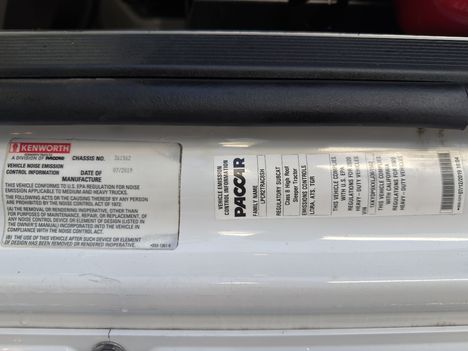 KENWORTH
A DIVISION OF PACCAR
CHASSIS NO.
VEHICLE NOISE EMISSION
CONTROL INFORMATION
DATE OF
MANUFACTURE
07/2019
THIS VEHICLE CONFORMS TO U.S. EPA REGULATION FOR NOISE
EMISSION APPLICABLE TO MEDIUM AND HEAVY TRUCKS.
THE FOLLOWING ACTS OR THE CAUSING THEREOF BY ANY PERSON
ARE PROHIBITED BY THE NOISE CONTROL ACT OF 1972:
(A) THE REMOVAL OR RENDERING INOPERATIVE, OTHER THAN
FOR PURPOSES OF MAINTENANCE, REPAIR, OR REPLACEMENT, OF
ANY NOISE CONTROL DEVICE OR ELEMENT OF DESIGN (LISTED IN
THE OWNER'S MANUAL) INCORPORATED INTO THE VEHICLE IN
COMPLIANCE WITH THE NOISE CONTROL ACT.
(B) THE USE OF THIS VEHICLE AFTER SUCH DEVICE OR ELEMENT
OF DESIGN HAS BEEN REMOVED OR RENDERED INOPERATIVE.
VEHICLE EMISSION
CONTROL INFORMATION
PACCAR
FAMILY NAME
REGULATORY SUBCAT
Class 8 High Roof
Sleeper Tractor
EMISSIONS CONTROLS
LCRA, ATS, TGR
THIS VEHICLE COMPLIES
WITH U.S. EPA
HEAVY - DUTY VEHICLES
VIN
THIS VEHICLE COMPLIES
WITH CALIFORNIA
HEAVY - DUTY VEHICLES